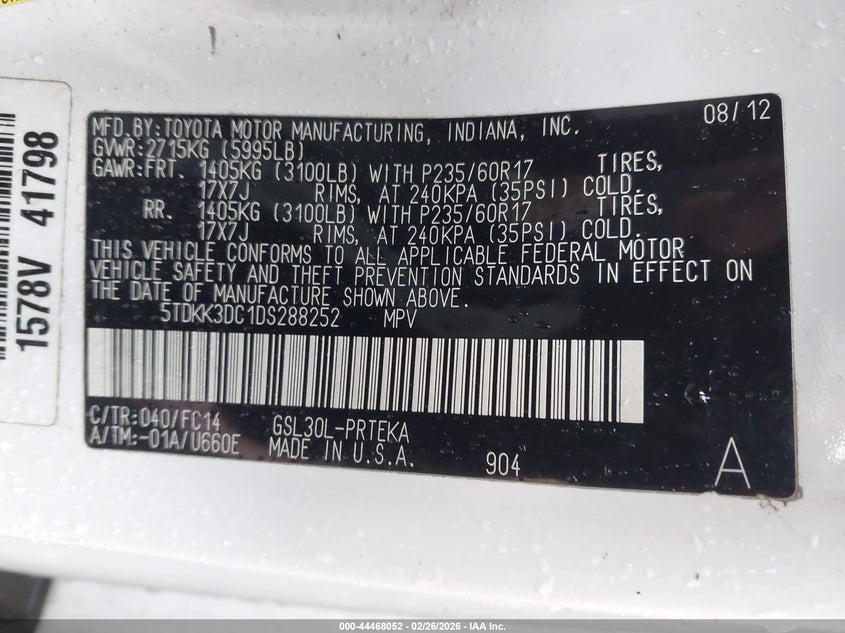 MFD.BY:TOYOTA MOTOR MANUFACTURING, INDIANA, INC. 08/12
GVWR:2715KG (5995LB)
GAWR:FRT. 1405KG (3100LB) WITH P235/60R17 TIRES,
17X7J RIMS, AT 240KPA (35PSI) COLD.
RR. 1405KG (3100LB) WITH P235/60R17 TIRES,
17X7J RIMS, AT 240KPA (35PSI) COLD.
THIS VEHICLE CONFORMS TO ALL APPLICABLE FEDERAL MOTOR
VEHICLE SAFETY AND THEFT PREVENTION STANDARDS IN EFFECT ON
THE DATE OF MANUFACTURE SHOWN ABOVE.
5TDKK3DC1DS288252 MPV
C/TR:040/FC14 GSL30L-PRTEKA
A/TM:-01A/U660E MADE IN U.S.A. 904 A
1578V 41798
000-44468052 - 02/26/2026 - IAA Inc.